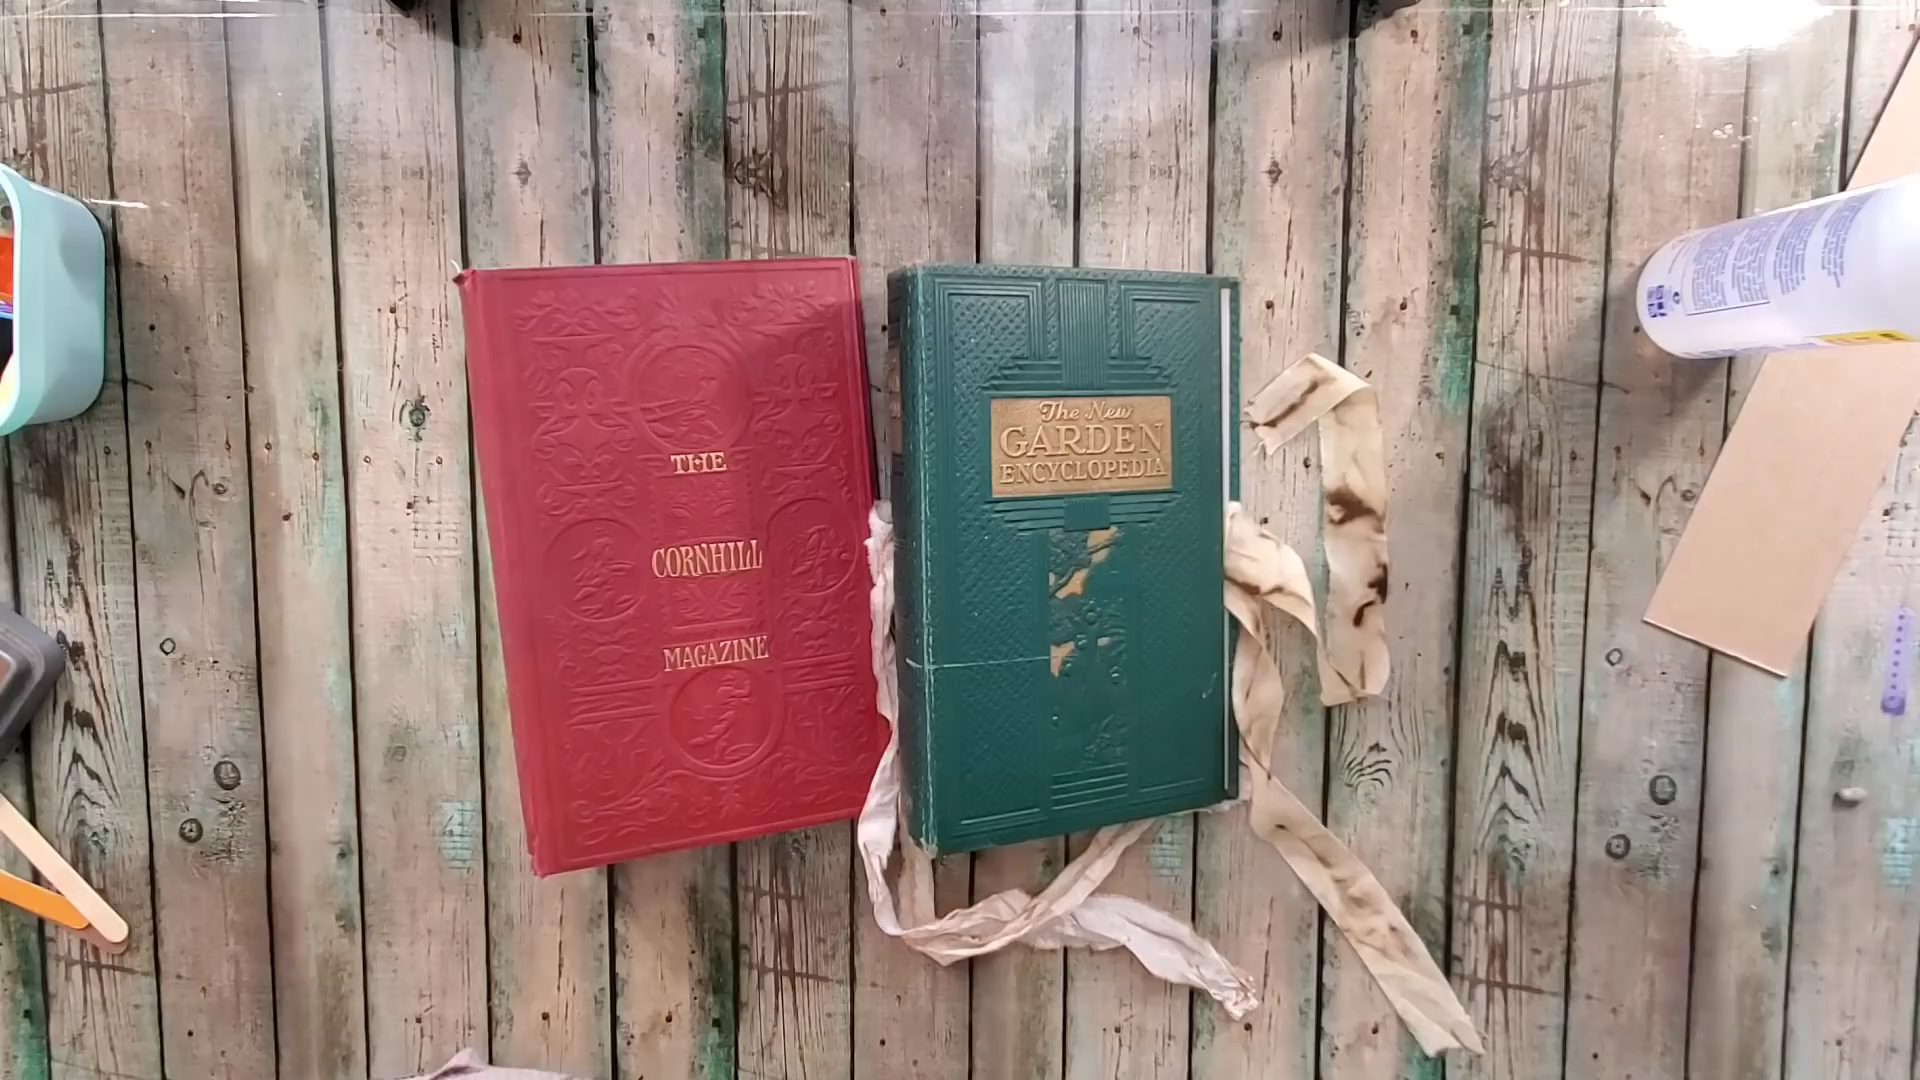 THE
CORNHILL
MAGAZINE
The New
GARDEN
ENCYCLOPEDIA